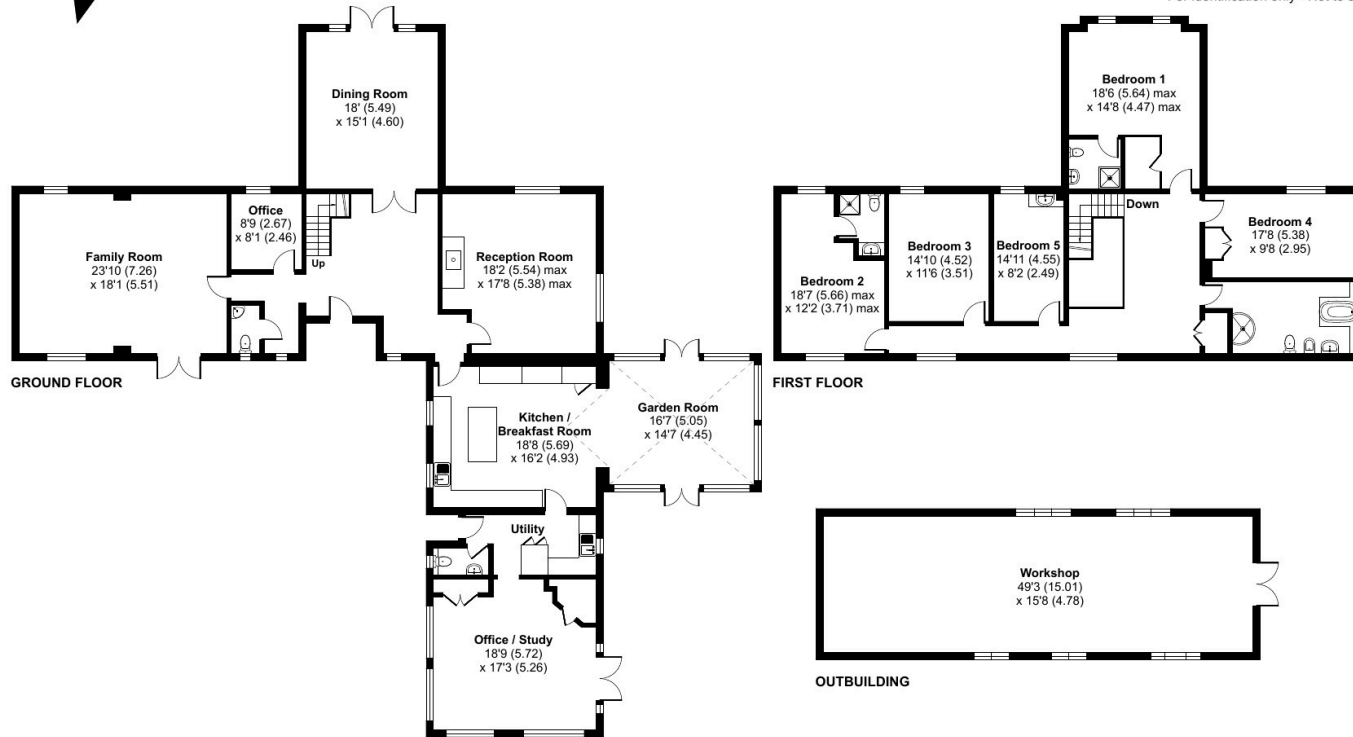 For identification only - Not to s
Dining Room
18' (5.49)
x 15'1 (4.60)
Office
8'9 (2.67)
x 8'1 (2.46)
Family Room
23'10 (7.26)
x 18'1 (5.51)
Up
Reception Room
18'2 (5.54) max
x 17'8 (5.38) max
GROUND FLOOR
Kitchen /
Breakfast Room
18'8 (5.69)
x 16'2 (4.93)
Garden Room
16'7 (5.05)
x 14'7 (4.45)
Utility
Office / Study
18'9 (5.72)
x 17'3 (5.26)
Bedroom 1
18'6 (5.64) max
x 14'8 (4.47) max
Down
Bedroom 4
17'8 (5.38)
x 9'8 (2.95)
Bedroom 3
14'10 (4.52)
x 11'6 (3.51)
Bedroom 5
14'11 (4.55)
x 8'2 (2.49)
Bedroom 2
18'7 (5.66) max
x 12'2 (3.71) max
FIRST FLOOR
Workshop
49'3 (15.01)
x 15'8 (4.78)
OUTBUILDING